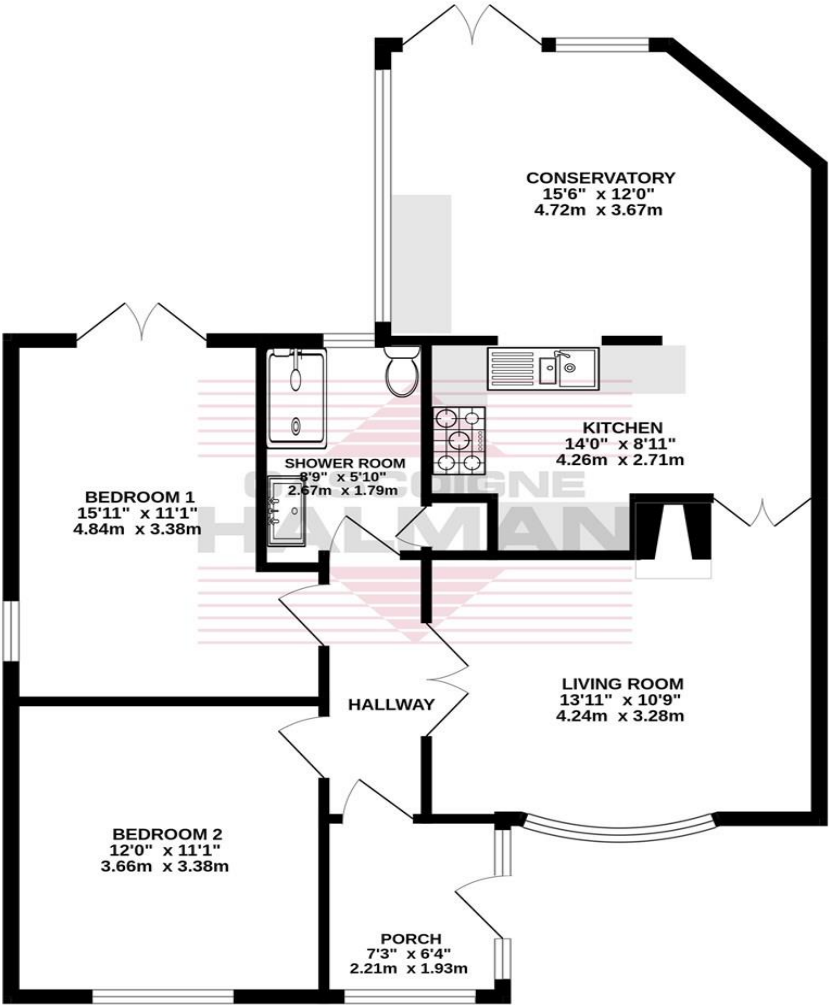 CONSERVATORY
15'6" x 12'0"
4.72m x 3.67m
KITCHEN
14'0" x 8'11"
4.26m x 2.71m
SHOWER ROOM
8'9" x 5'10"
2.67m x 1.79m
GASCOIGNE
HALMAN
BEDROOM 1
15'11" x 11'1"
4.84m x 3.38m
LIVING ROOM
13'11" x 10'9"
4.24m x 3.28m
HALLWAY
BEDROOM 2
12'0" x 11'1"
3.66m x 3.38m
PORCH
7'3" x 6'4"
2.21m x 1.93m